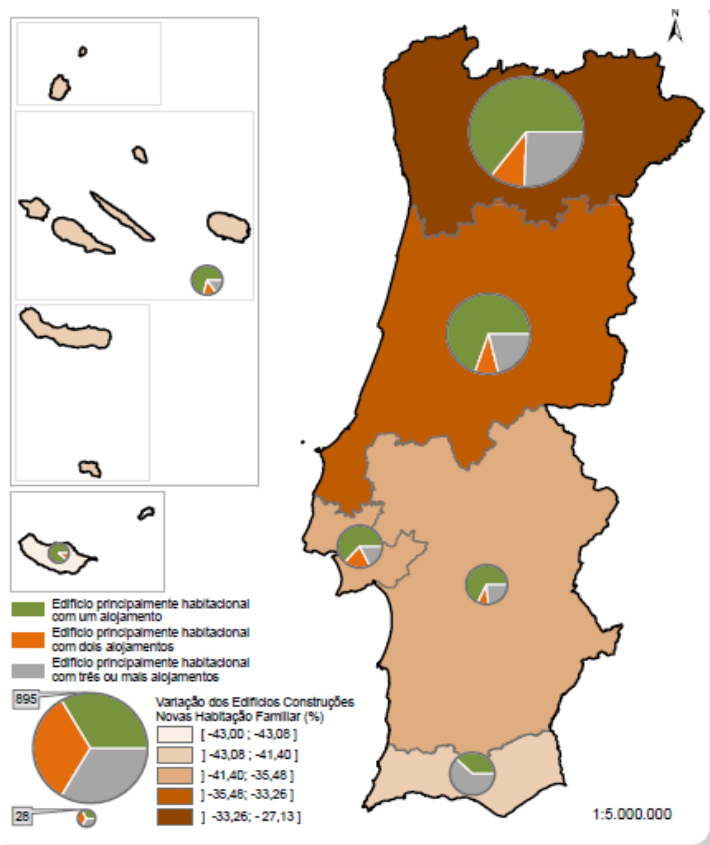 N
Edifício principalmente habitacional
com um alojamento
Edifício principalmente habitacional
com dois alojamentos
Edifício principalmente habitacional
com três ou mais alojamentos
895
28
Variação dos Edifícios Construções
Novas Habitação Familiar (%)
[ -43,00 ; -43,08 ]
] -43,08 ; -41,40 ]
] -41,40; -35,48 ]
] -35,48; -33,26 ]
] -33,26; - 27,13 ]
1:5.000.000